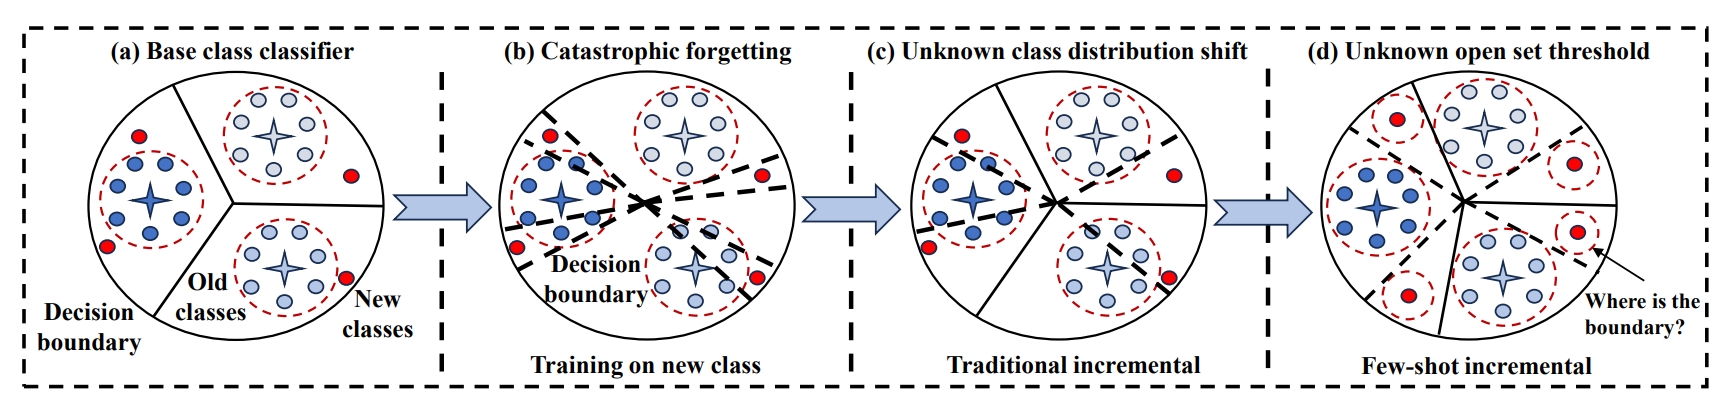 (a) Base class classifier
(b) Catastrophic forgetting
(c) Unknown class distribution shift
(d) Unknown open set threshold
Decision
boundary
Old
classes
New
classes
Decision
boundary
Where is the
boundary?
Training on new class
Traditional incremental
Few-shot incremental